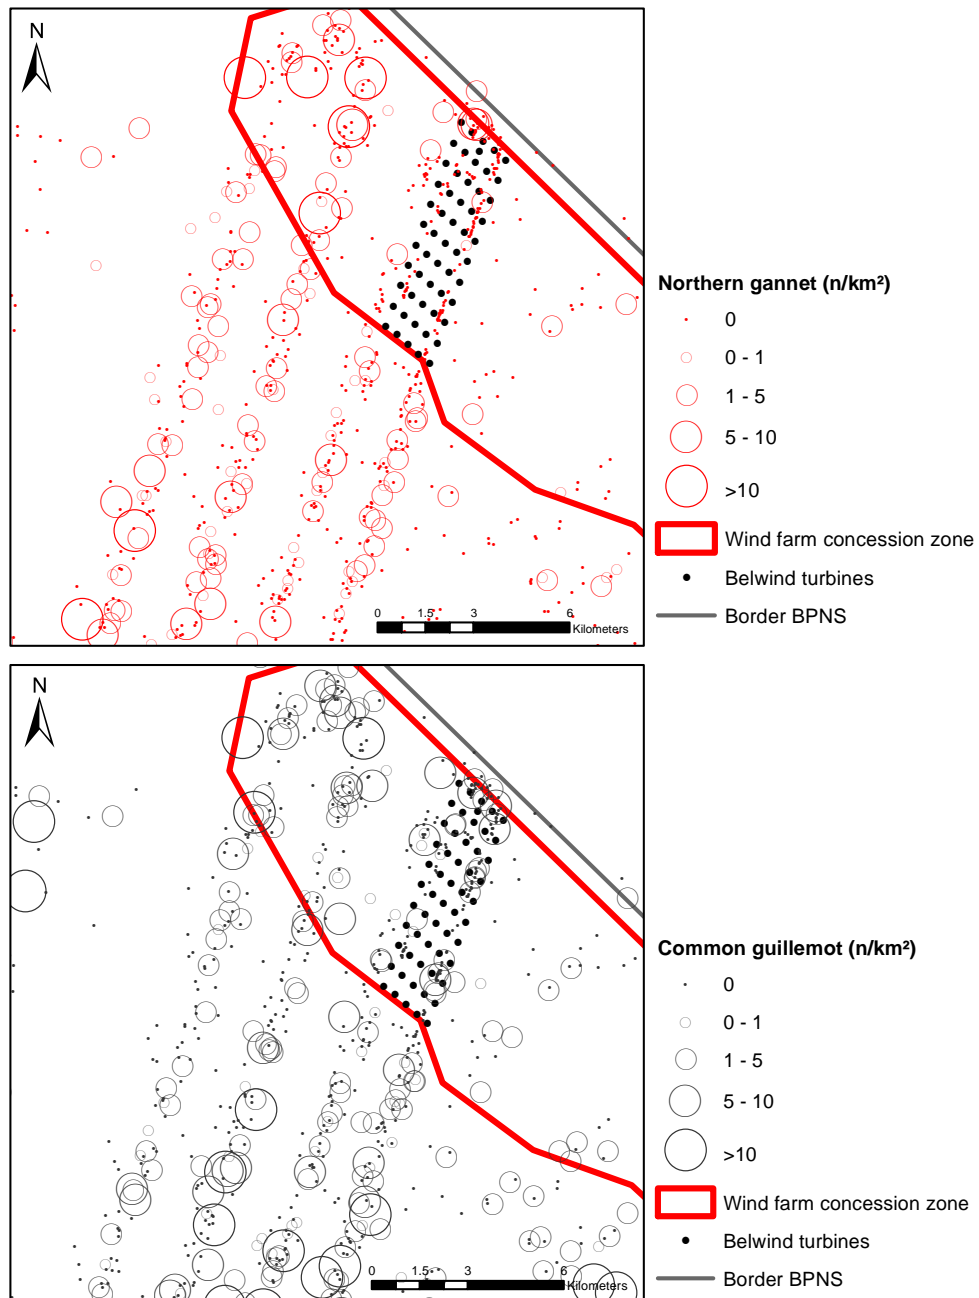 N
0 1.5 3 6
Kilometers
Northern gannet (n/km²)
0
0 - 1
1 - 5
5 - 10
>10
Wind farm concession zone
Belwind turbines
Border BPNS
N
0 1.5 3 6
Kilometers
Common guillemot (n/km²)
0
0 - 1
1 - 5
5 - 10
>10
Wind farm concession zone
Belwind turbines
Border BPNS